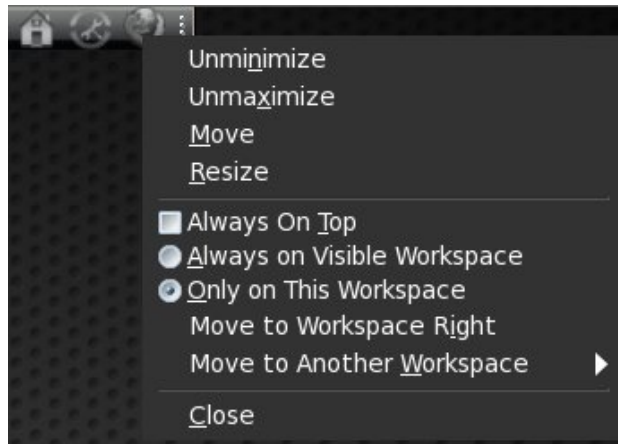 Unminimize
Unmaximize
Move
Resize
Always On Top
Always on Visible Workspace
Only on This Workspace
Move to Workspace Right
Move to Another Workspace
Close